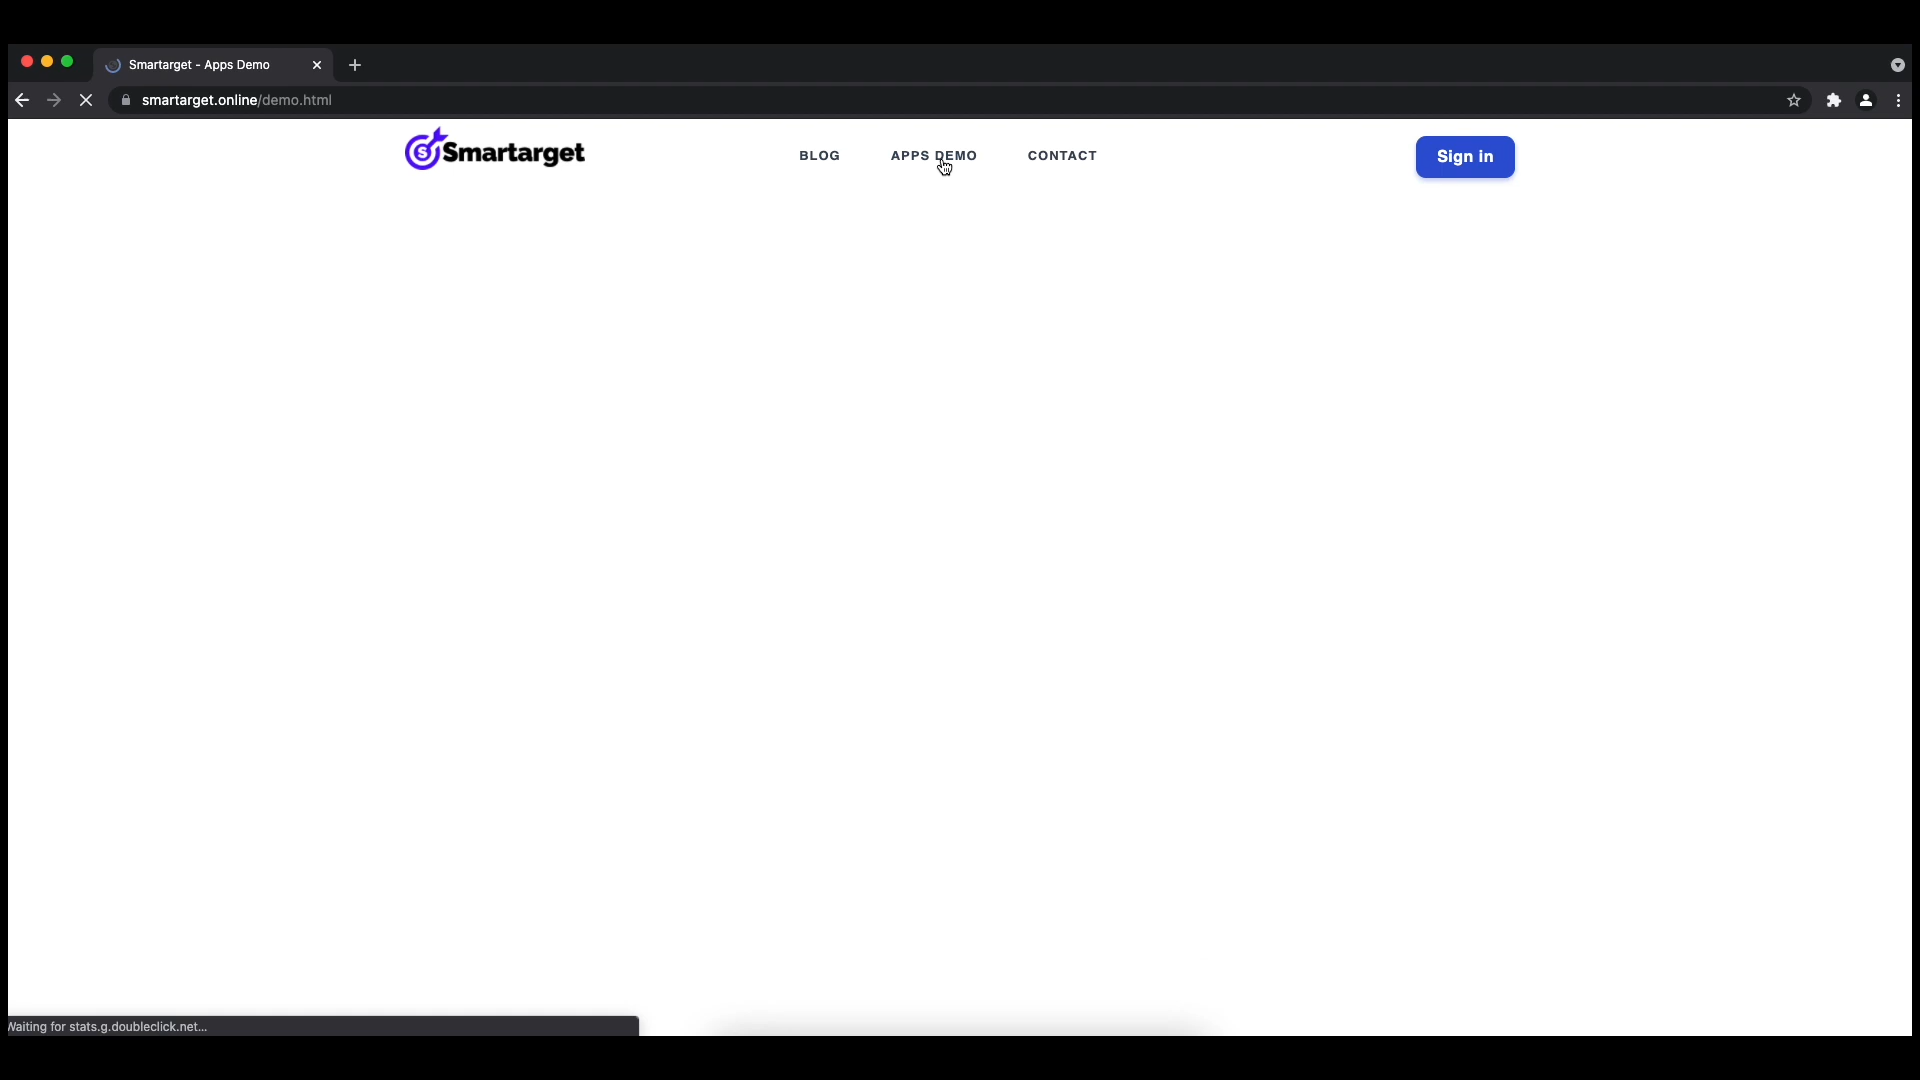 Smartarget - Apps Demo
smartarget.online/demo.html
Smartarget
BLOG
APPS DEMO
CONTACT
Sign in
Waiting for stats.g.doubleclick.net...